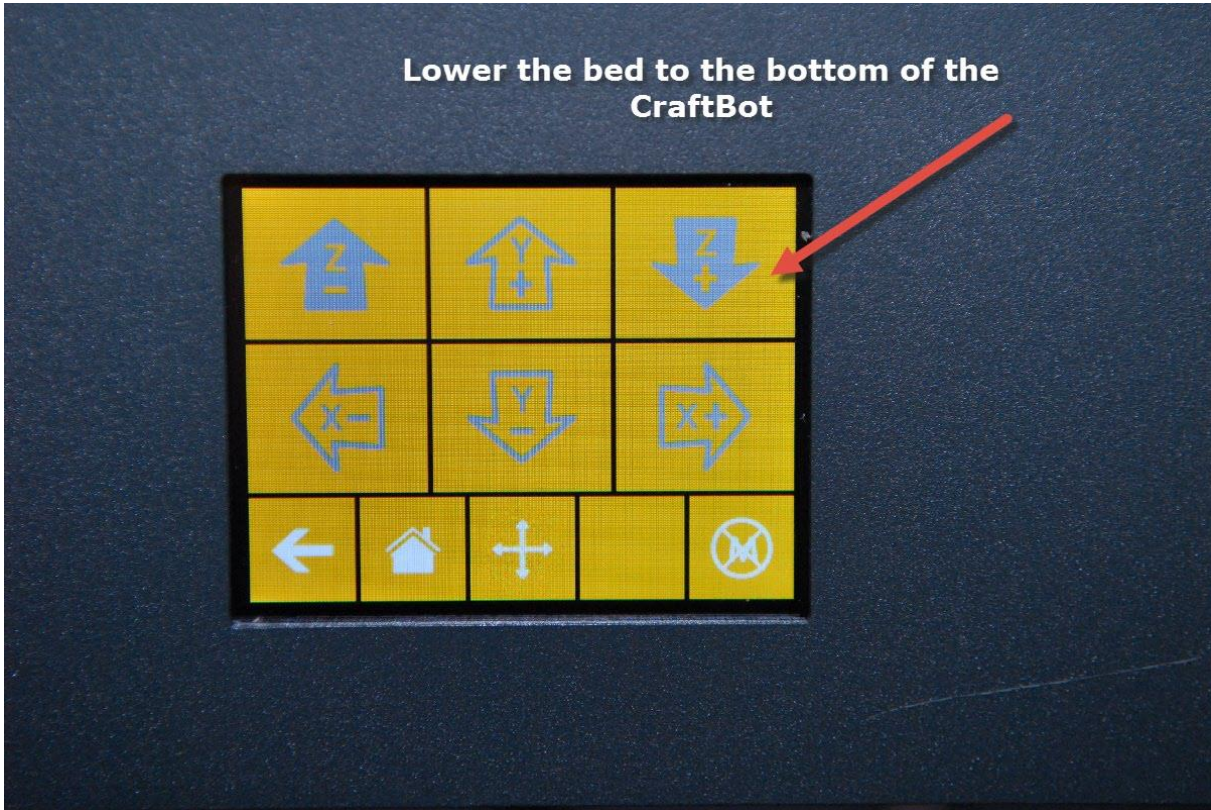 Lower the bed to the bottom of the
CraftBot
Z
–
Y
+
Z
+
X–
Y
–
X+
M